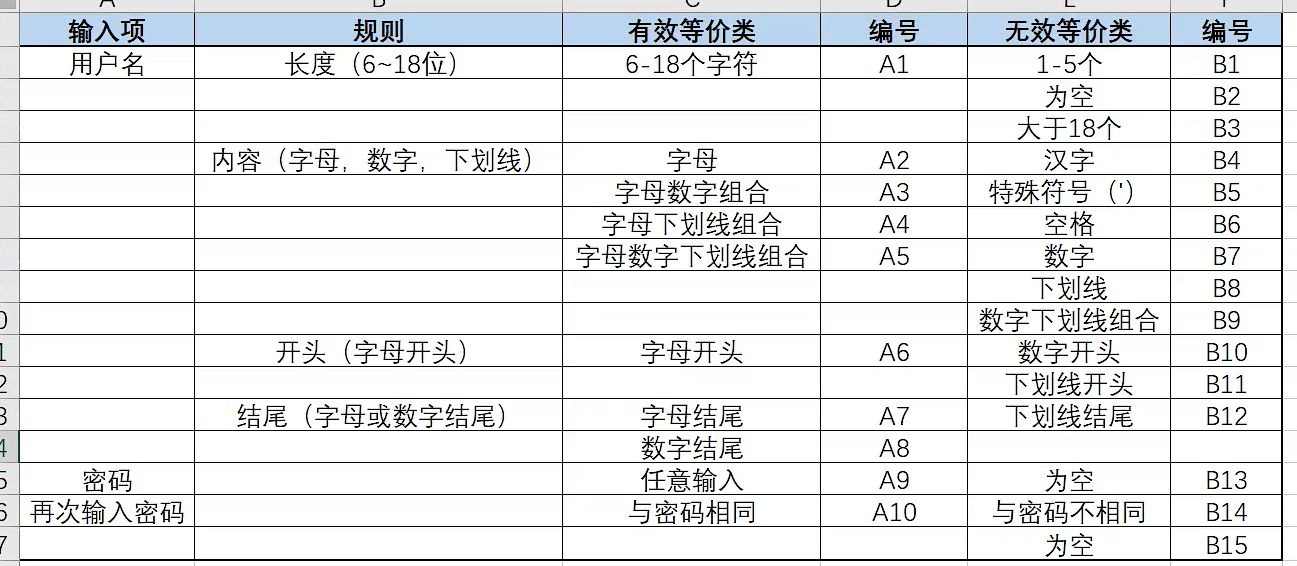 输入项 规则 有效等价类 编号 无效等价类 编号
用户名 长度（6~18位） 6-18个字符 A1 1-5个 B1
为空 B2
大于18个 B3
内容（字母，数字，下划线） 字母 A2 汉字 B4
字母数字组合 A3 特殊符号（'） B5
字母下划线组合 A4 空格 B6
字母数字下划线组合 A5 数字 B7
下划线 B8
0 数字下划线组合 B9
1 开头（字母开头） 字母开头 A6 数字开头 B10
2 下划线开头 B11
3 结尾（字母或数字结尾） 字母结尾 A7 下划线结尾 B12
4 数字结尾 A8
5 密码 任意输入 A9 为空 B13
6 再次输入密码 与密码相同 A10 与密码不相同 B14
7 为空 B15